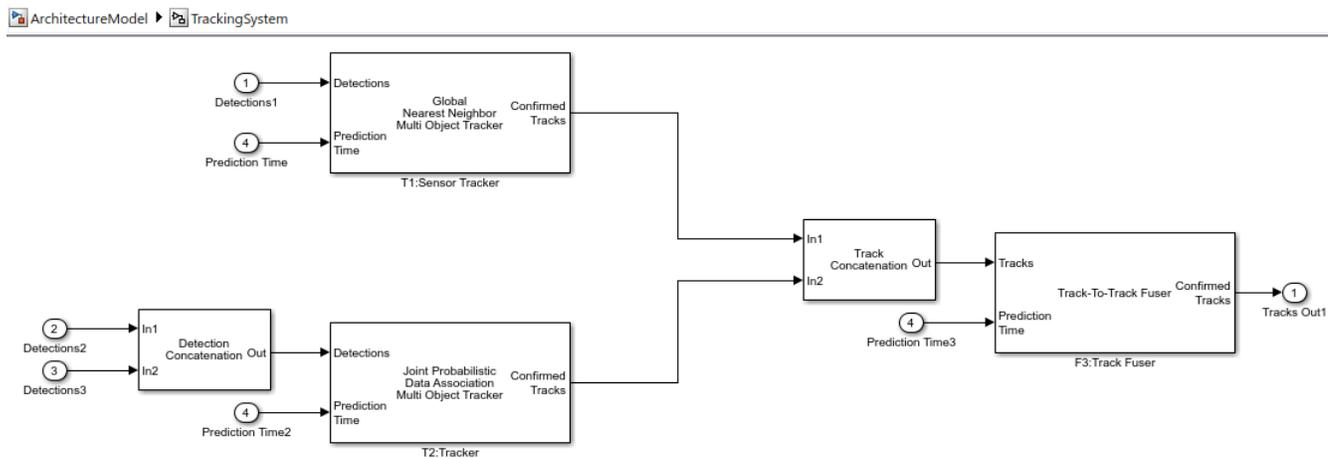 ArchitectureModel TrackingSystem
1
Detections1
4
Prediction Time
Detections
Prediction
Time
Global
Nearest Neighbor
Multi Object Tracker
Confirmed
Tracks
T1:Sensor Tracker
2
Detections2
3
Detections3
In1
In2
Detection
Concatenation
Out
4
Prediction Time2
Detections
Prediction
Time
Joint Probabilistic
Data Association
Multi Object Tracker
Confirmed
Tracks
T2:Tracker
In1
In2
Track
Concatenation
Out
4
Prediction Time3
Tracks
Prediction
Time
Track-To-Track Fuser
Confirmed
Tracks
F3:Track Fuser
1
Tracks Out1